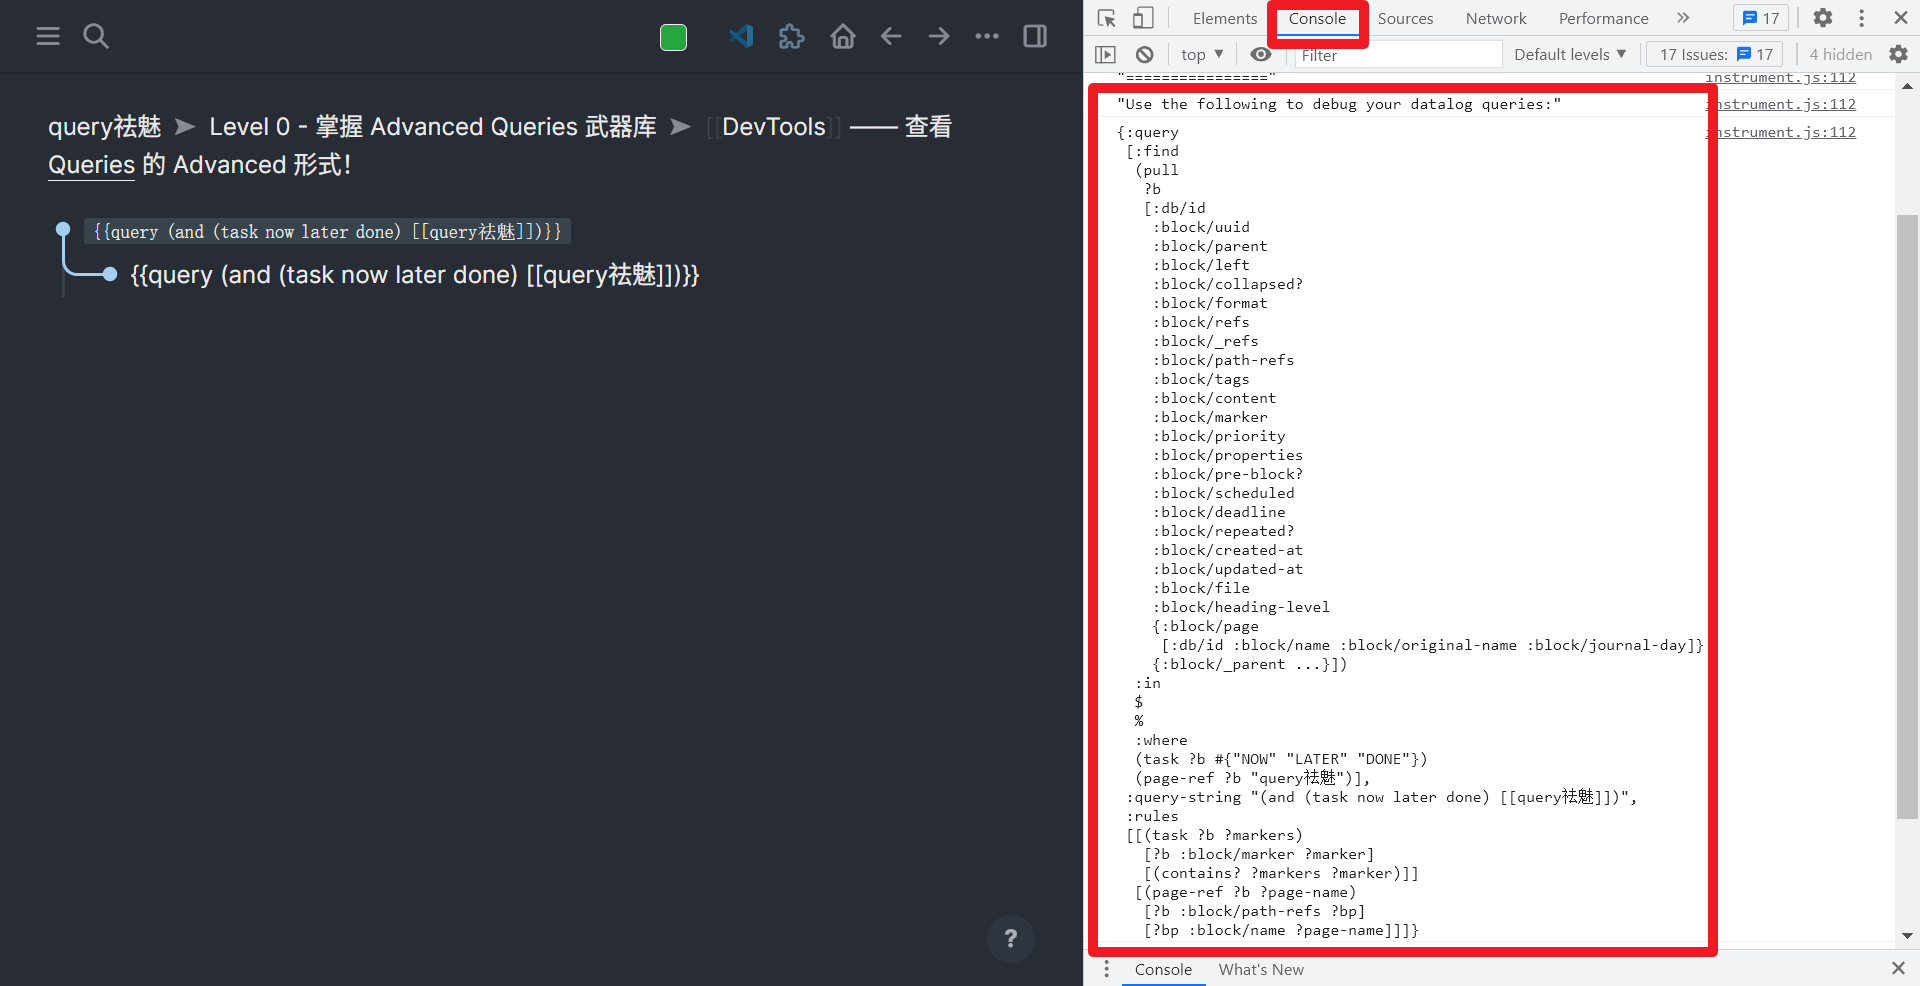 query祛魅 ➤ Level 0 - 掌握 Advanced Queries 武器库 ➤ [[DevTools]] —— 查看
Queries 的 Advanced 形式！
{{query (and (task now later done) [[query祛魅]])}}
{{query (and (task now later done) [[query祛魅]])}}
?
Elements Console Sources Network Performance » 17
top ▼ Filter Default levels ▼ 17 Issues: 17 4 hidden
"================" instrument.js:112
"Use the following to debug your datalog queries:" instrument.js:112
{:query instrument.js:112
[:find
(pull
?b
[:db/id
:block/uuid
:block/parent
:block/left
:block/collapsed?
:block/format
:block/refs
:block/_refs
:block/path-refs
:block/tags
:block/content
:block/marker
:block/priority
:block/properties
:block/pre-block?
:block/scheduled
:block/deadline
:block/repeated?
:block/created-at
:block/updated-at
:block/file
:block/heading-level
{:block/page
[:db/id :block/name :block/original-name :block/journal-day]}
{:block/_parent ...}])
:in
$
%
:where
(task ?b #{"NOW" "LATER" "DONE"})
(page-ref ?b "query祛魅")],
:query-string "(and (task now later done) [[query祛魅]])",
:rules
[[(task ?b ?markers)
[?b :block/marker ?marker]
[(contains? ?markers ?marker)]]
[(page-ref ?b ?page-name)
[?b :block/path-refs ?bp]
[?bp :block/name ?page-name]]]}
Console What's New